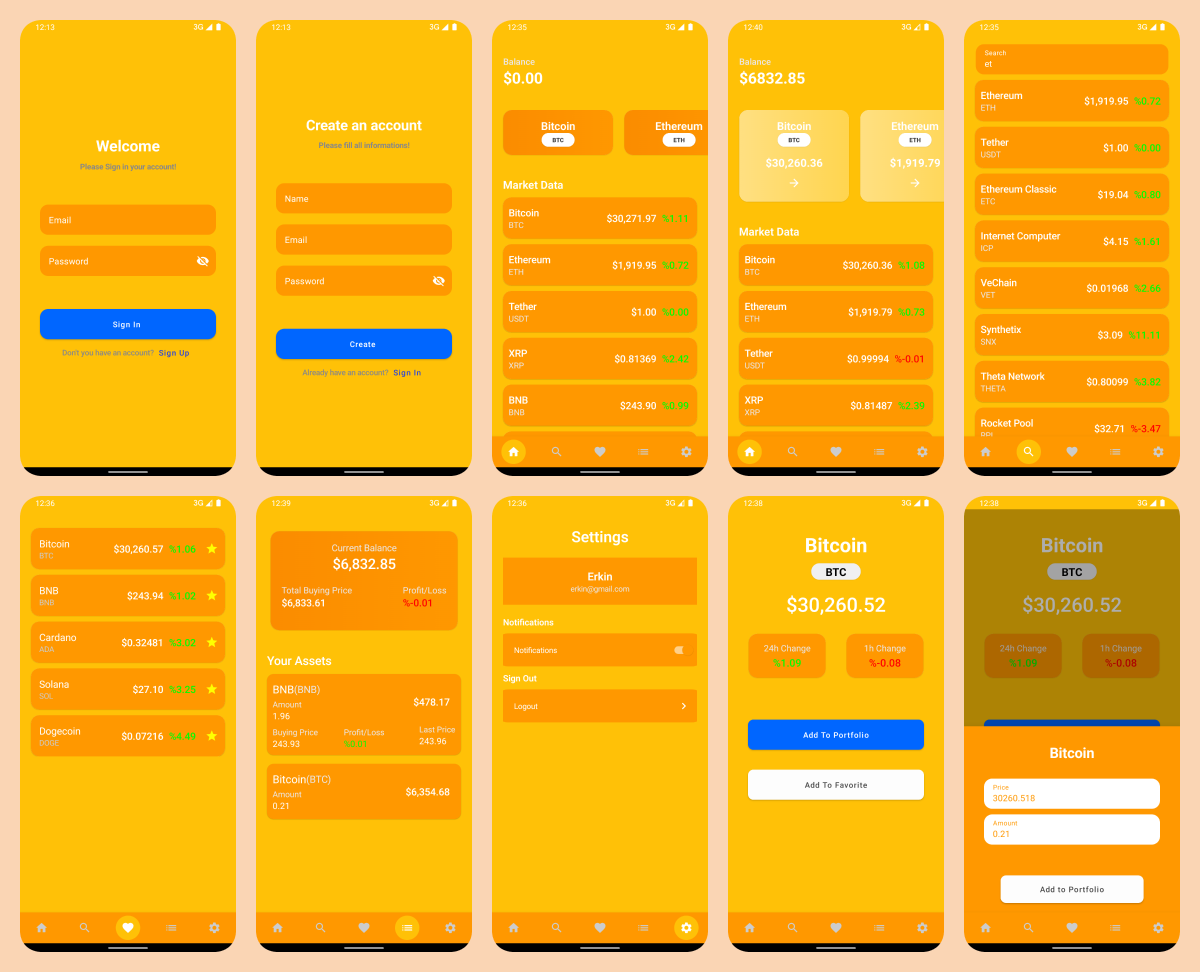 12:13
3G
Welcome
Please Sign in your account!
Email
Password
Sign In
Don't you have an account? Sign Up
12:13
3G
Create an account
Please fill all informations!
Name
Email
Password
Create
Already have an account? Sign In
12:35
3G
Balance
$0.00
Bitcoin
BTC
Ethereum
ETH
Market Data
Bitcoin
BTC
$30,271.97 %1.11
Ethereum
ETH
$1,919.95 %0.72
Tether
USDT
$1.00 %0.00
XRP
XRP
$0.81369 %2.43
BNB
BNB
$243.90 %0.99
12:40
3G
Balance
$6832.85
Bitcoin
BTC
$30,260.36
Ethereum
ETH
$1,919.79
Market Data
Bitcoin
BTC
$30,260.36
Ethereum
ETH
$1,919.79 %0.72
Tether
USDT
$0.99994 %-0.01
XRP
XRP
$0.81487 %2.39
12:35
3G
Search
et
Ethereum
ETH
$1,919.95 %0.72
Tether
USDT
$1.00 %0.00
Ethereum Classic
ETC
$19.04 %0.80
Internet Computer
ICP
$4.15 %1.61
VeChain
VET
$0.01968 %2.66
Synthetix
SNX
$3.09 %11.11
Theta Network
THETA
$0.80099 %2.02
Rocket Pool
RPL
$32.71 %-3.47
12:36
3G
Bitcoin
BTC
$30,260.57 %1.06
BNB
BNB
$243.94 %1.02
Cardano
ADA
$0.32481 %3.02
Solana
SOL
$27.10 %3.25
Dogecoin
DOGE
$0.07216 %4.49
12:39
3G
Current Balance
$6,832.85
Total Buying Price
$6,833.61
Profit/Loss
%-0.01
Your Assets
BNB(BNB)
Amount
1.96
$478.17
Buying Price
243.93
Profit/Loss
%0.01
Last Price
243.96
Bitcoin(BTC)
Amount
0.21
$6,354.68
12:36
3G
Settings
Erkin
erkin@gmail.com
Notifications
Notifications
Sign Out
Logout
12:38
3G
Bitcoin
BTC
$30,260.52
24h Change
%1.09
1h Change
%-0.08
Add To Portfolio
Add To Favorite
12:38
3G
Bitcoin
BTC
$30,260.52
24h Change
%1.09
1h Change
%-0.08
Bitcoin
Price
30260.518
Amount
0.21
Add to Portfolio